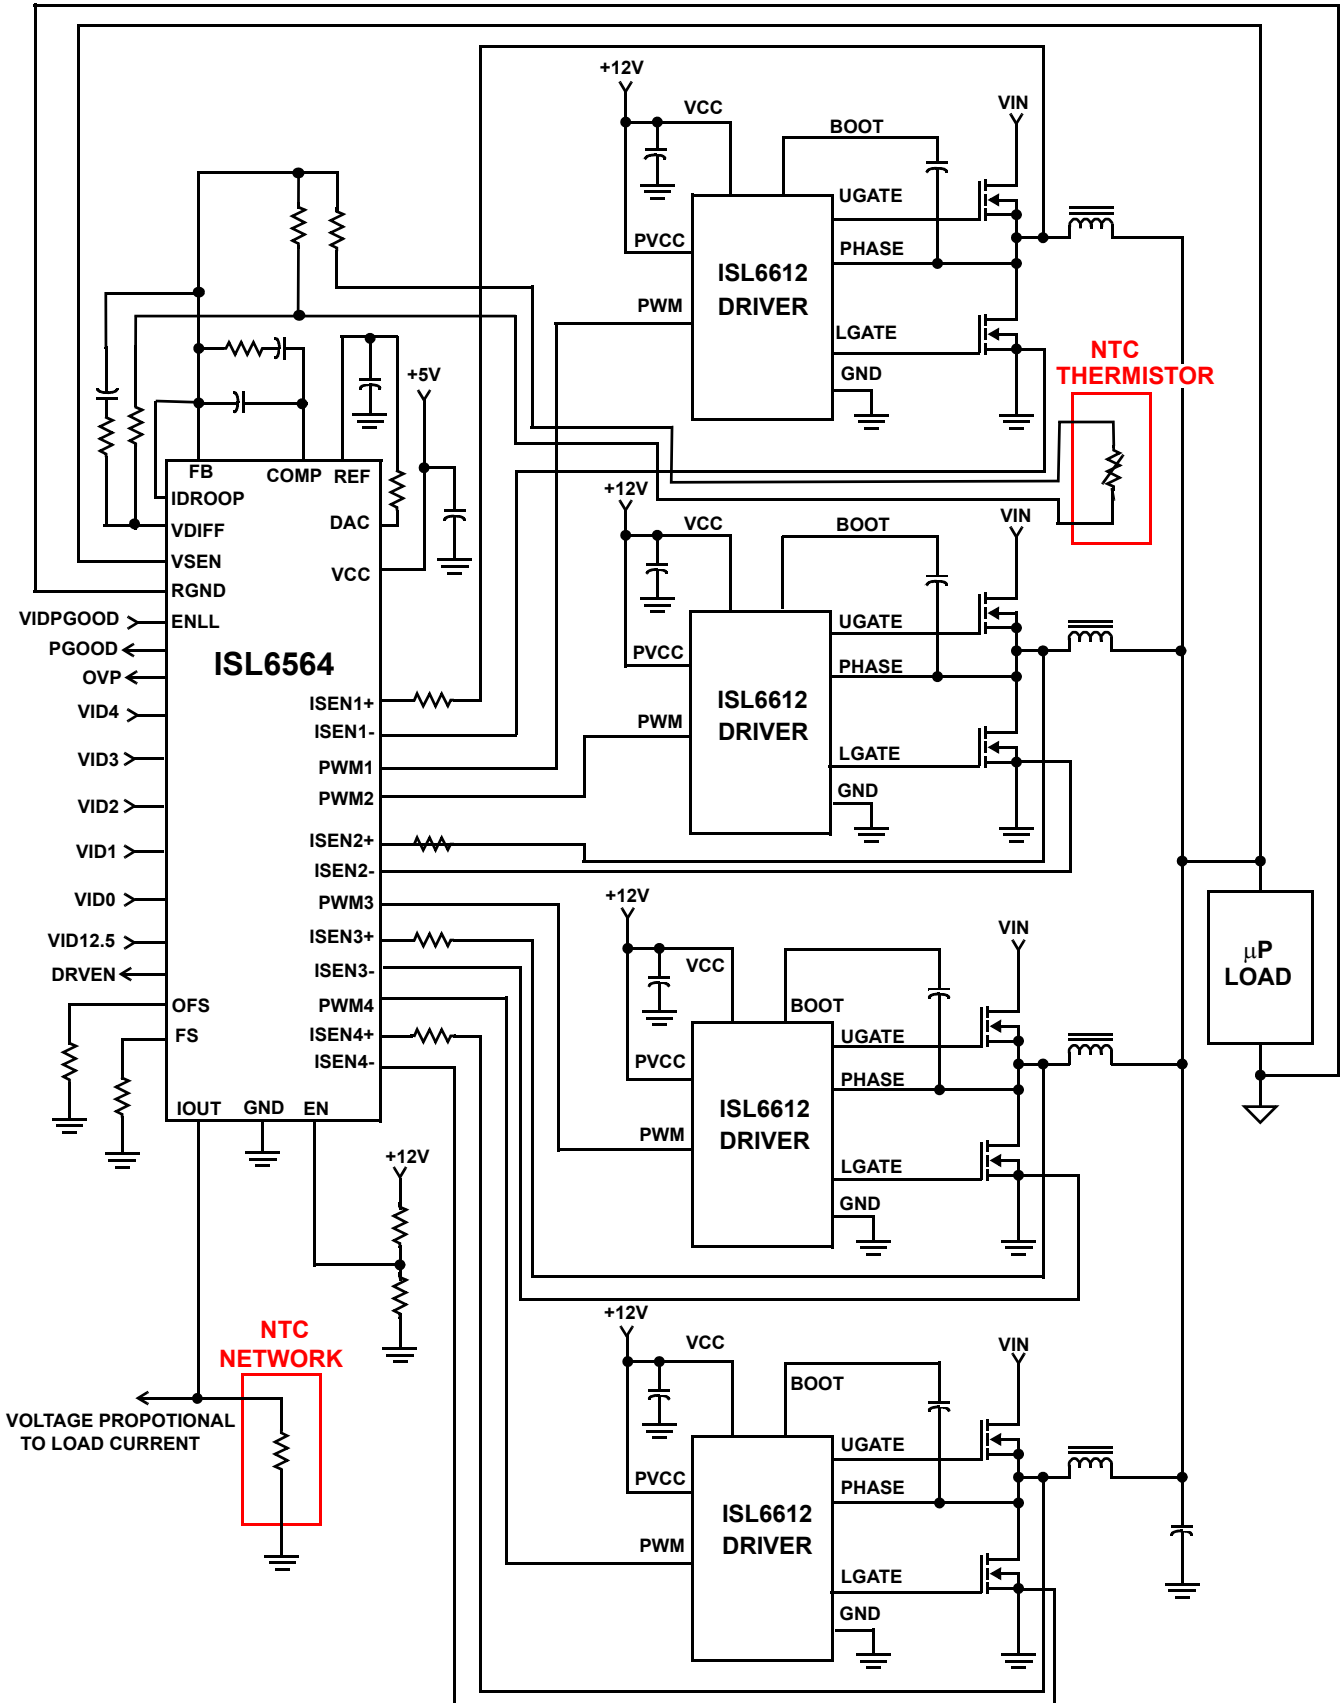 +12V
VCC
BOOT
VIN
UGATE
PVCC
PHASE
ISL6612
DRIVER
PWM
LGATE
GND
NTC
THERMISTOR
+5V
FB
COMP
REF
IDROOP
DAC
VDIFF
VSEN
VCC
RGND
VIDPGOOD
ENLL
PGOOD
OVP
ISL6564
VID4
ISEN1+
ISEN1-
VID3
PWM1
PWM2
VID2
ISEN2+
VID1
ISEN2-
VID0
PWM3
ISEN3+
VID12.5
ISEN3-
DRVEN
OFS
PWM4
FS
ISEN4+
ISEN4-
IOUT
GND
EN
+12V
+12V
VCC
BOOT
VIN
UGATE
PVCC
PHASE
ISL6612
DRIVER
PWM
LGATE
GND
+12V
VCC
BOOT
VIN
UGATE
PVCC
PHASE
ISL6612
DRIVER
PWM
LGATE
GND
μP
LOAD
NTC
NETWORK
VOLTAGE PROPOTIONAL
TO LOAD CURRENT
+12V
VCC
BOOT
VIN
UGATE
PVCC
PHASE
ISL6612
DRIVER
PWM
LGATE
GND